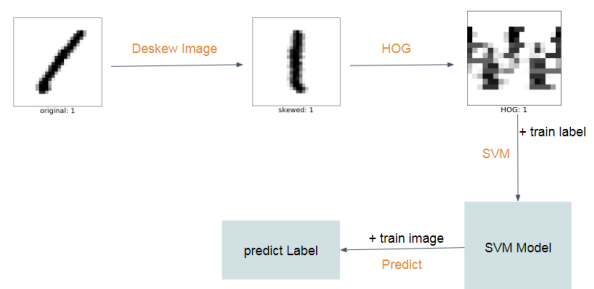 Deskew Image
HOG
original: 1
skewed: 1
HOG: 1
+ train label
SVM
predict Label
+ train image
Predict
SVM Model